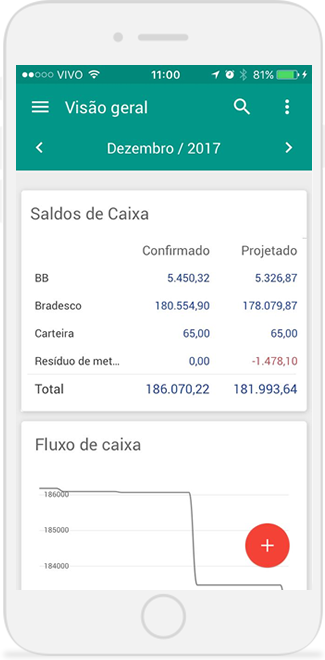 VIVO 11:00 81%
Visão geral
Dezembro / 2017
Saldos de Caixa
Confirmado Projetado
BB 5.450,32 5.326,87
Bradesco 180.554,90 178.079,87
Carteira 65,00 65,00
Resíduo de met... 0,00 -1.478,10
Total 186.070,22 181.993,64
Fluxo de caixa
186000
185000
184000